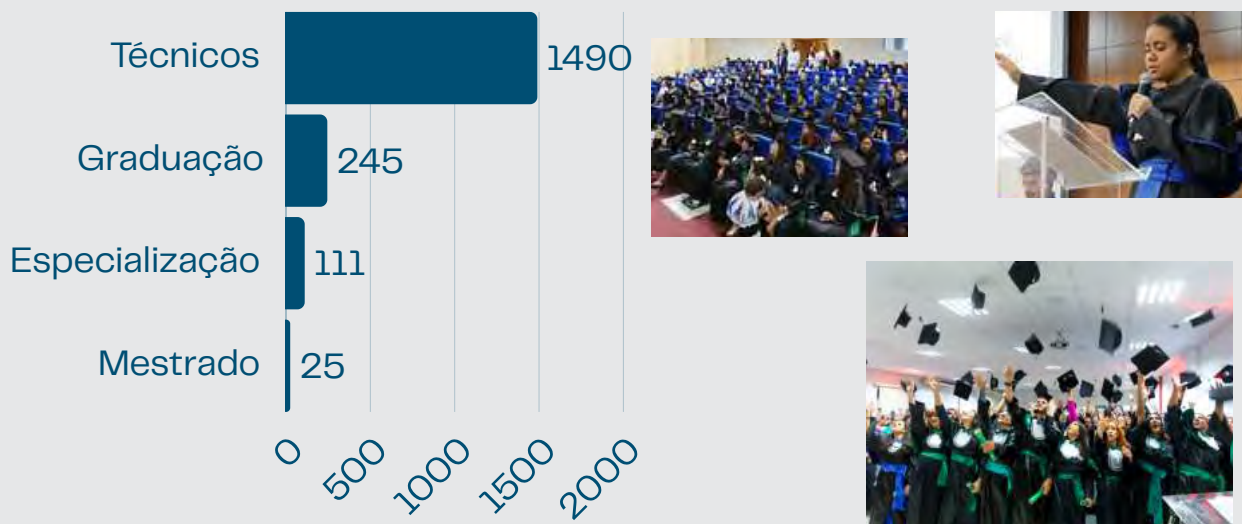 Técnicos 1490
Graduação 245
Especialização 111
Mestrado 25
0 500 1000 1500 2000